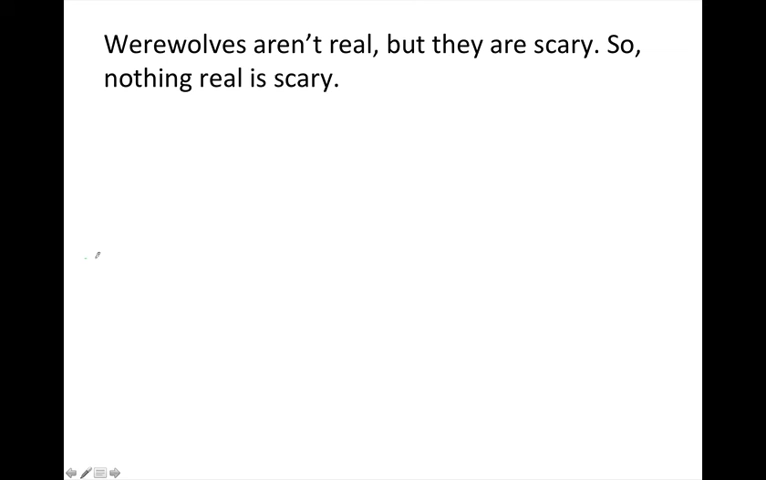 Werewolves aren’t real, but they are scary. So,
nothing real is scary.